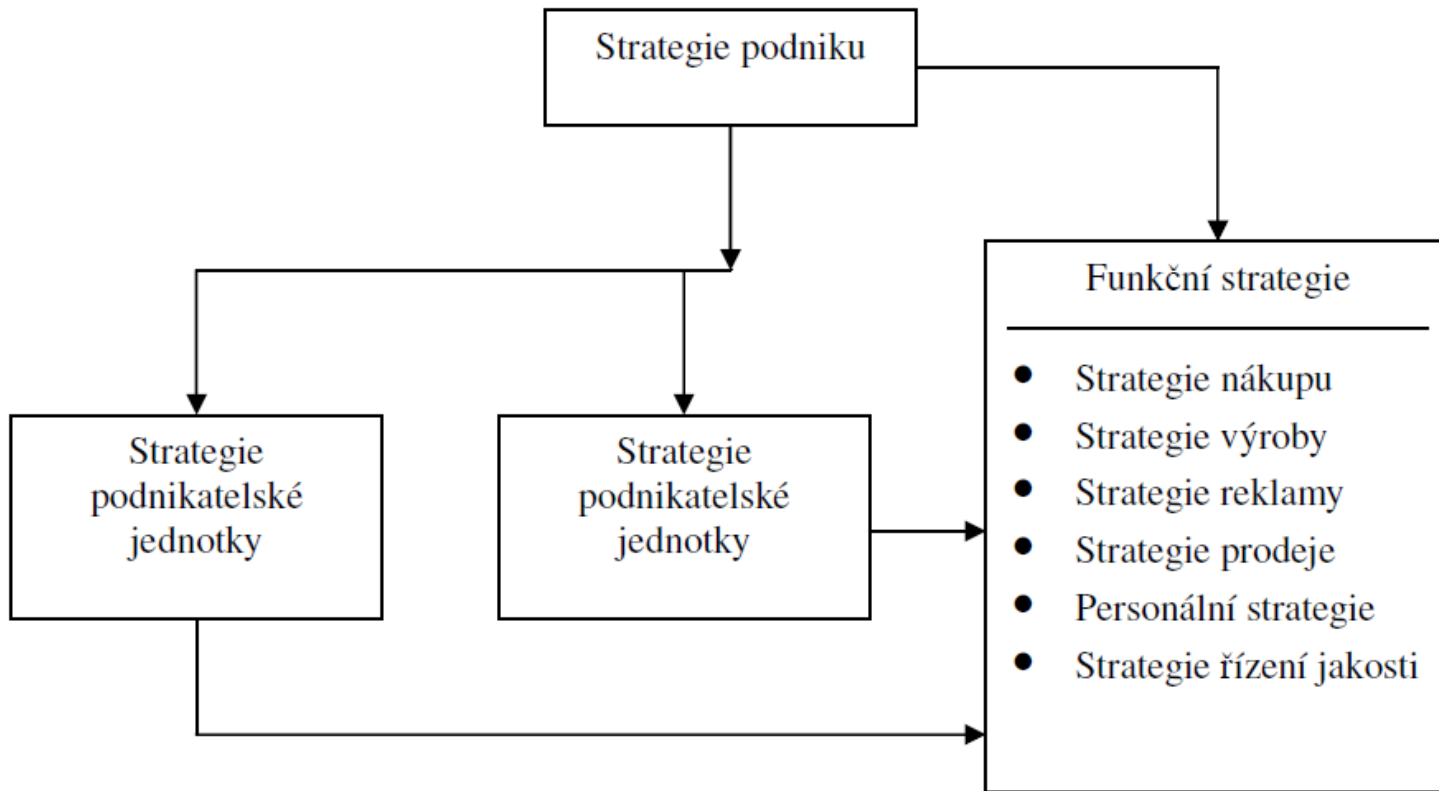 Strategie podniku
Funkční strategie
Strategie
podnikatelské
jednotky
Strategie
podnikatelské
jednotky
Strategie nákupu
Strategie výroby
Strategie reklamy
Strategie prodeje
Personální strategie
Strategie řízení jakosti